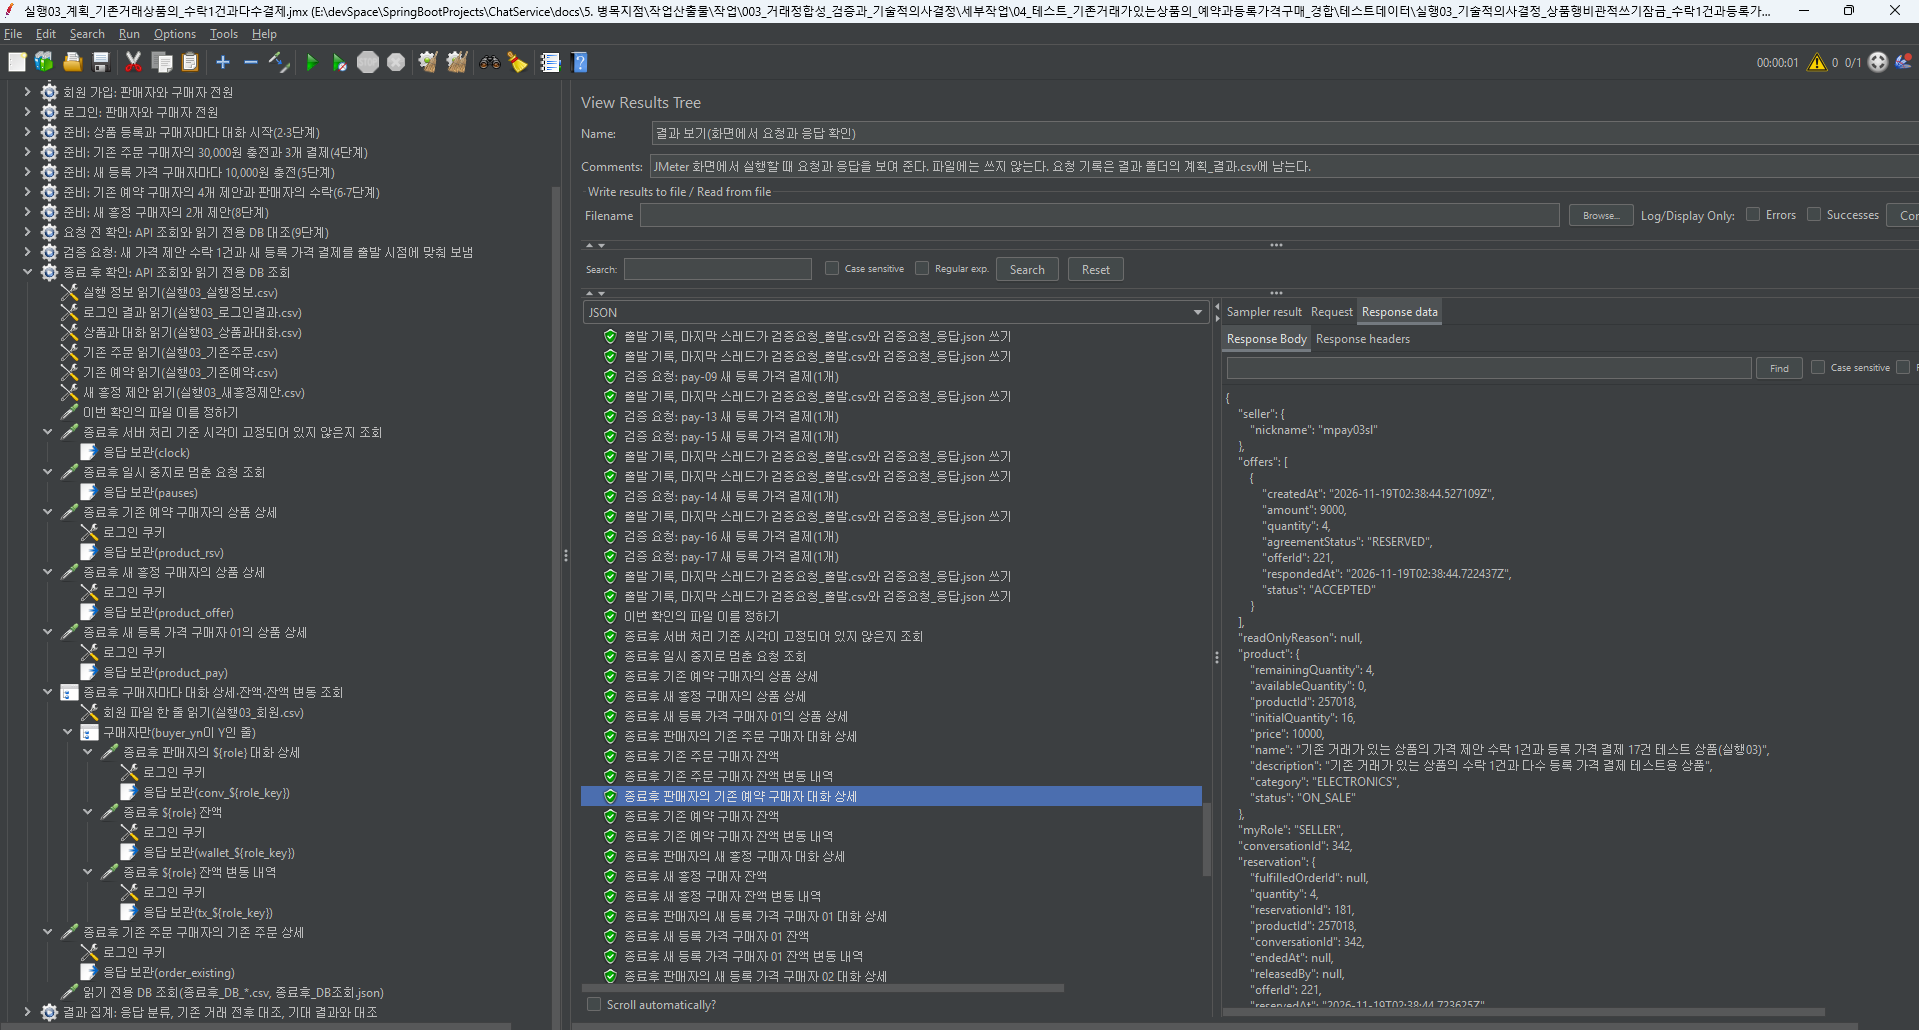 실행03_계획_기존거래상품의_수락1건과다수결제.jmx (E:\devSpace\SpringBootProjects\ChatService\docs\5. 병목지점\작업산출물\작업\003_거래정합성_검증과_기술적의사결정\세부작업\04_테스트_기존거래가있는상품의_예약과등록가격구매_경합\테스트데이터\실행03_기술적의사결정_상품행비관적쓰기잠금_수락1건과등록가...
File Edit Search Run Options Tools Help
00:00:01 0 0/1
회원 가입: 판매자와 구매자 전원
로그인: 판매자와 구매자 전원
준비: 상품 등록과 구매자마다 대화 시작(2·3단계)
준비: 기존 주문 구매자의 30,000원 충전과 3개 결제(4단계)
준비: 새 등록 가격 구매자마다 10,000원 충전(5단계)
준비: 기존 예약 구매자의 4개 제안과 판매자의 수락(6·7단계)
준비: 새 흥정 구매자의 2개 제안(8단계)
요청 전 확인: API 조회와 읽기 전용 DB 대조(9단계)
검증 요청: 새 가격 제안 수락 1건과 새 등록 가격 결제를 출발 시점에 맞춰 보냄
종료 후 확인: API 조회와 읽기 전용 DB 조회
실행 정보 읽기(실행03_실행정보.csv)
로그인 결과 읽기(실행03_로그인결과.csv)
상품과 대화 읽기(실행03_상품과대화.csv)
기존 주문 읽기(실행03_기존주문.csv)
기존 예약 읽기(실행03_기존예약.csv)
새 흥정 제안 읽기(실행03_새흥정제안.csv)
이번 확인의 파일 이름 정하기
종료후 서버 처리 기준 시각이 고정되어 있지 않은지 조회
응답 보관(clock)
종료후 일시 중지로 멈춘 요청 조회
응답 보관(pauses)
종료후 기존 예약 구매자의 상품 상세
로그인 쿠키
응답 보관(product_rsv)
종료후 새 흥정 구매자의 상품 상세
로그인 쿠키
응답 보관(product_offer)
종료후 새 등록 가격 구매자 01의 상품 상세
로그인 쿠키
응답 보관(product_pay)
종료후 구매자마다 대화 상세·잔액·잔액 변동 조회
회원 파일 한 줄 읽기(실행03_회원.csv)
구매자만(buyer_yn이 Y인 줄)
종료후 판매자의 ${role} 대화 상세
로그인 쿠키
응답 보관(conv_${role_key})
종료후 ${role} 잔액
로그인 쿠키
응답 보관(wallet_${role_key})
종료후 ${role} 잔액 변동 내역
로그인 쿠키
응답 보관(tx_${role_key})
종료후 기존 주문 구매자의 기존 주문 상세
로그인 쿠키
응답 보관(order_existing)
읽기 전용 DB 조회(종료후_DB_*.csv, 종료후_DB조회.json)
결과 집계: 응답 분류, 기존 거래 전후 대조, 기대 결과와 대조
View Results Tree
Name: 결과 보기(화면에서 요청과 응답 확인)
Comments: JMeter 화면에서 실행할 때 요청과 응답을 보여 준다. 파일에는 쓰지 않는다. 요청 기록은 결과 폴더의 계획_결과.csv에 남는다.
Write results to file / Read from file
Filename Browse... Log/Display Only: Errors Successes Cor
Search: Case sensitive Regular exp. Search Reset
JSON
출발 기록, 마지막 스레드가 검증요청_출발.csv와 검증요청_응답.json 쓰기
출발 기록, 마지막 스레드가 검증요청_출발.csv와 검증요청_응답.json 쓰기
검증 요청: pay-09 새 등록 가격 결제(1개)
출발 기록, 마지막 스레드가 검증요청_출발.csv와 검증요청_응답.json 쓰기
검증 요청: pay-13 새 등록 가격 결제(1개)
검증 요청: pay-15 새 등록 가격 결제(1개)
출발 기록, 마지막 스레드가 검증요청_출발.csv와 검증요청_응답.json 쓰기
출발 기록, 마지막 스레드가 검증요청_출발.csv와 검증요청_응답.json 쓰기
검증 요청: pay-14 새 등록 가격 결제(1개)
출발 기록, 마지막 스레드가 검증요청_출발.csv와 검증요청_응답.json 쓰기
검증 요청: pay-16 새 등록 가격 결제(1개)
검증 요청: pay-17 새 등록 가격 결제(1개)
출발 기록, 마지막 스레드가 검증요청_출발.csv와 검증요청_응답.json 쓰기
출발 기록, 마지막 스레드가 검증요청_출발.csv와 검증요청_응답.json 쓰기
이번 확인의 파일 이름 정하기
종료후 서버 처리 기준 시각이 고정되어 있지 않은지 조회
종료후 일시 중지로 멈춘 요청 조회
종료후 기존 예약 구매자의 상품 상세
종료후 새 흥정 구매자의 상품 상세
종료후 새 등록 가격 구매자 01의 상품 상세
종료후 판매자의 기존 주문 구매자 대화 상세
종료후 기존 주문 구매자 잔액
종료후 기존 주문 구매자 잔액 변동 내역
종료후 판매자의 기존 예약 구매자 대화 상세
종료후 기존 예약 구매자 잔액
종료후 기존 예약 구매자 잔액 변동 내역
종료후 판매자의 새 흥정 구매자 대화 상세
종료후 새 흥정 구매자 잔액
종료후 새 흥정 구매자 잔액 변동 내역
종료후 판매자의 새 등록 가격 구매자 01 대화 상세
종료후 새 등록 가격 구매자 01 잔액
종료후 새 등록 가격 구매자 01 잔액 변동 내역
종료후 판매자의 새 등록 가격 구매자 02 대화 상세
Scroll automatically?
Sampler result Request Response data
Response Body Response headers
Find Case sensitive
{
"seller": {
"nickname": "mpay03sl"
},
"offers": [
{
"createdAt": "2026-11-19T02:38:44.527109Z",
"amount": 9000,
"quantity": 4,
"agreementStatus": "RESERVED",
"offerId": 221,
"respondedAt": "2026-11-19T02:38:44.722437Z",
"status": "ACCEPTED"
}
],
"readOnlyReason": null,
"product": {
"remainingQuantity": 4,
"availableQuantity": 0,
"productId": 257018,
"initialQuantity": 16,
"price": 10000,
"name": "기존 거래가 있는 상품의 가격 제안 수락 1건과 등록 가격 결제 17건 테스트 상품(실행03)",
"description": "기존 거래가 있는 상품의 수락 1건과 다수 등록 가격 결제 테스트용 상품",
"category": "ELECTRONICS",
"status": "ON_SALE"
},
"myRole": "SELLER",
"conversationId": 342,
"reservation": {
"fulfilledOrderId": null,
"quantity": 4,
"reservationId": 181,
"productId": 257018,
"conversationId": 342,
"endedAt": null,
"releasedBy": null,
"offerId": 221,
"reservedAt": "2026-11-19T02:38:44.723625Z"